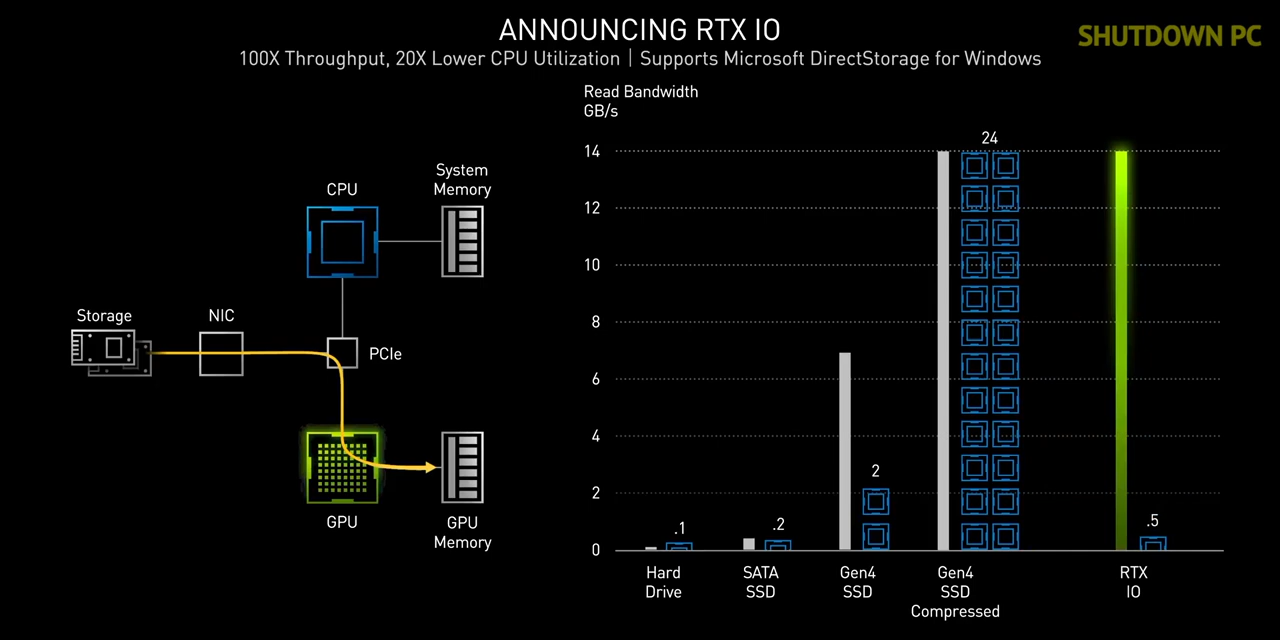 ANNOUNCING RTX IO
SHUTDOWN PC
100X Throughput, 20X Lower CPU Utilization | Supports Microsoft DirectStorage for Windows
Storage
NIC
CPU
System
Memory
PCIe
GPU
GPU
Memory
Read Bandwidth
GB/s
14
12
10
8
6
4
2
0
.1
.2
2
24
.5
Hard
Drive
SATA
SSD
Gen4
SSD
Gen4
SSD
Compressed
RTX
IO